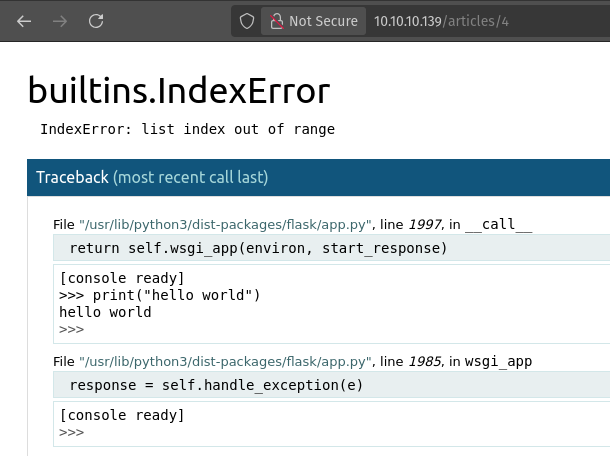 Not Secure 10.10.10.139/articles/4
builtins.IndexError
IndexError: list index out of range
Traceback (most recent call last)
File "/usr/lib/python3/dist-packages/flask/app.py", line 1997, in __call__
return self.wsgi_app(environ, start_response)
[console ready]
>>> print("hello world")
hello world
>>>
File "/usr/lib/python3/dist-packages/flask/app.py", line 1985, in wsgi_app
response = self.handle_exception(e)
[console ready]
>>>